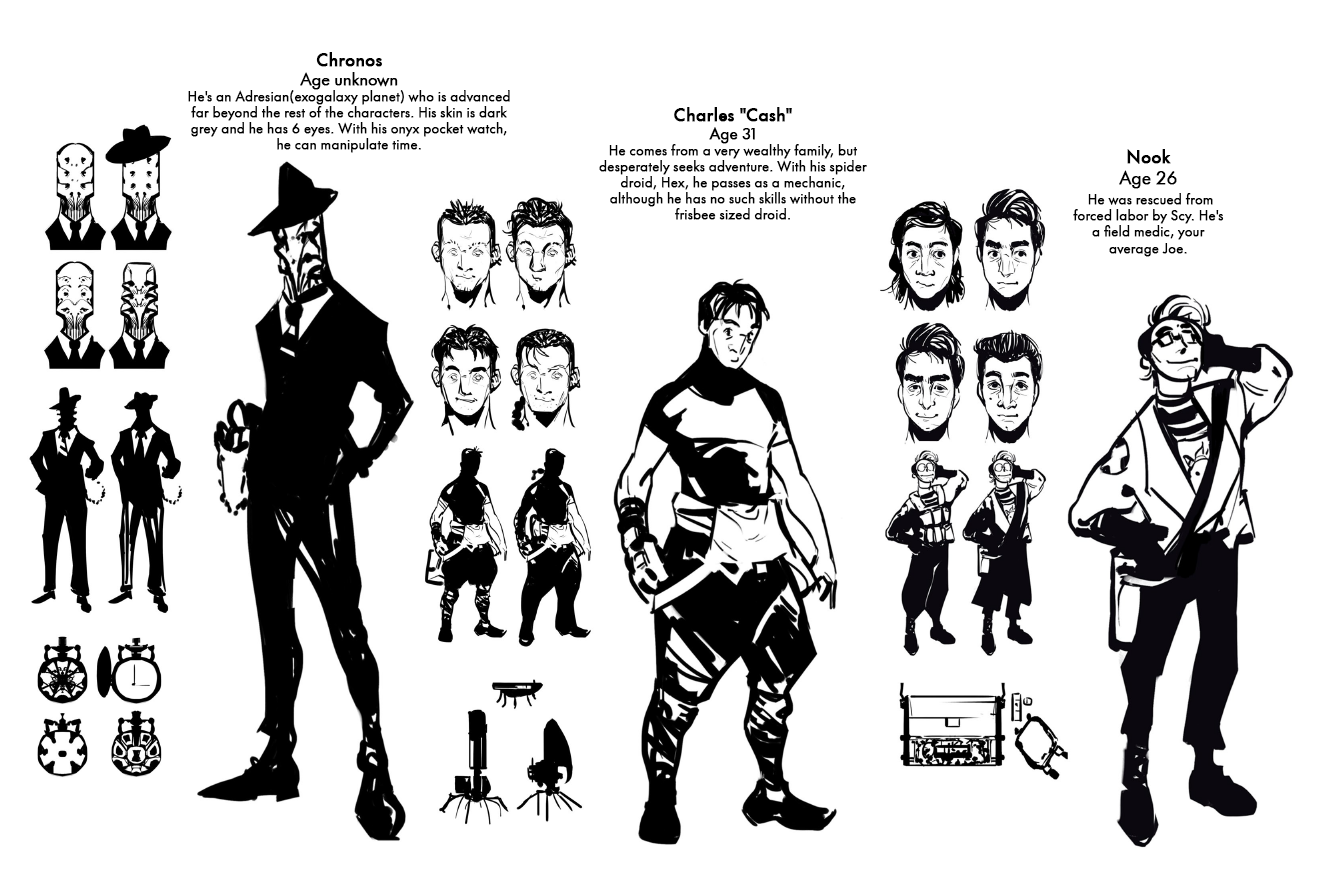 Chronos
Age unknown
He's an Adresian(exogalaxy planet) who is advanced
far beyond the rest of the characters. His skin is dark
grey and he has 6 eyes. With his onyx pocket watch,
he can manipulate time.
Charles "Cash"
Age 31
He comes from a very wealthy family, but
desperately seeks adventure. With his spider
droid, Hex, he passes as a mechanic,
although he has no such skills without the
frisbee sized droid.
Nook
Age 26
He was rescued from
forced labor by Scy. He's
a field medic, your
average Joe.